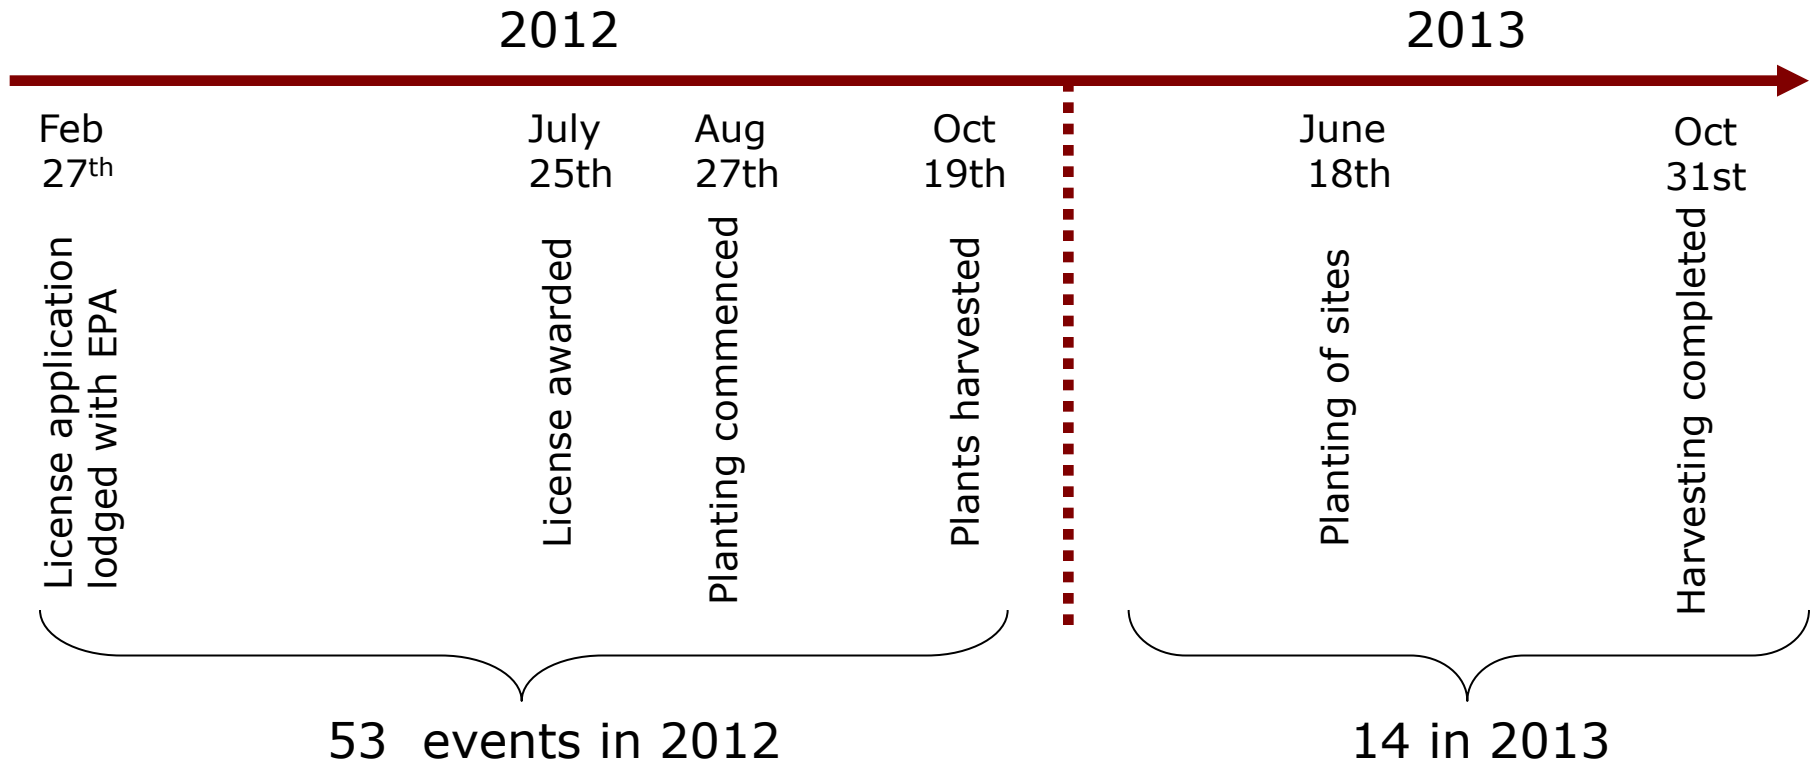 2012
2013
Feb
27th
July
25th
Aug
27th
Oct
19th
June
18th
Oct
31st
License application
lodged with EPA
License awarded
Planting commenced
Plants harvested
Planting of sites
Harvesting completed
53 events in 2012
14 in 2013